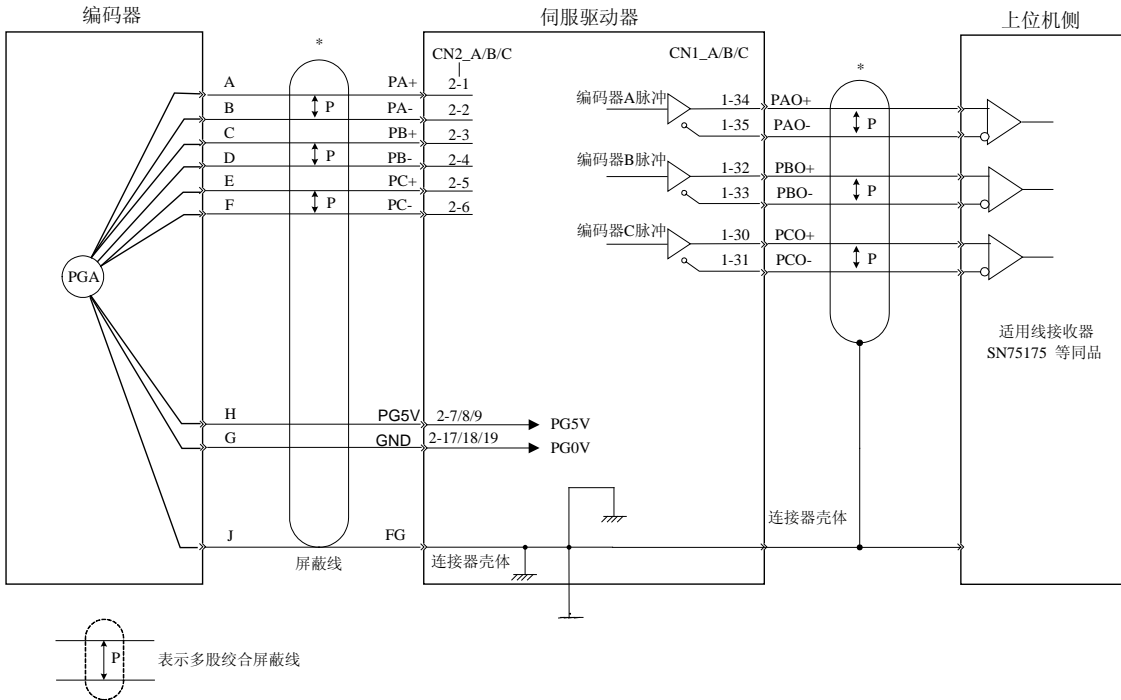 编码器
伺服驱动器
上位机侧
*
CN2_A/B/C
CN1_A/B/C
*
A PA+ 2-1
B P PA- 2-2
C PB+ 2-3
D P PB- 2-4
E PC+ 2-5
F P PC- 2-6
编码器A脉冲 1-34 PAO+
1-35 PAO- P
编码器B脉冲 1-32 PBO+
1-33 PBO- P
编码器C脉冲 1-30 PCO+
1-31 PCO- P
PGA
适用线接收器
SN75175 等同品
H PG5V 2-7/8/9 PG5V
G GND 2-17/18/19 PG0V
连接器壳体
J FG
屏蔽线
连接器壳体
P 表示多股绞合屏蔽线